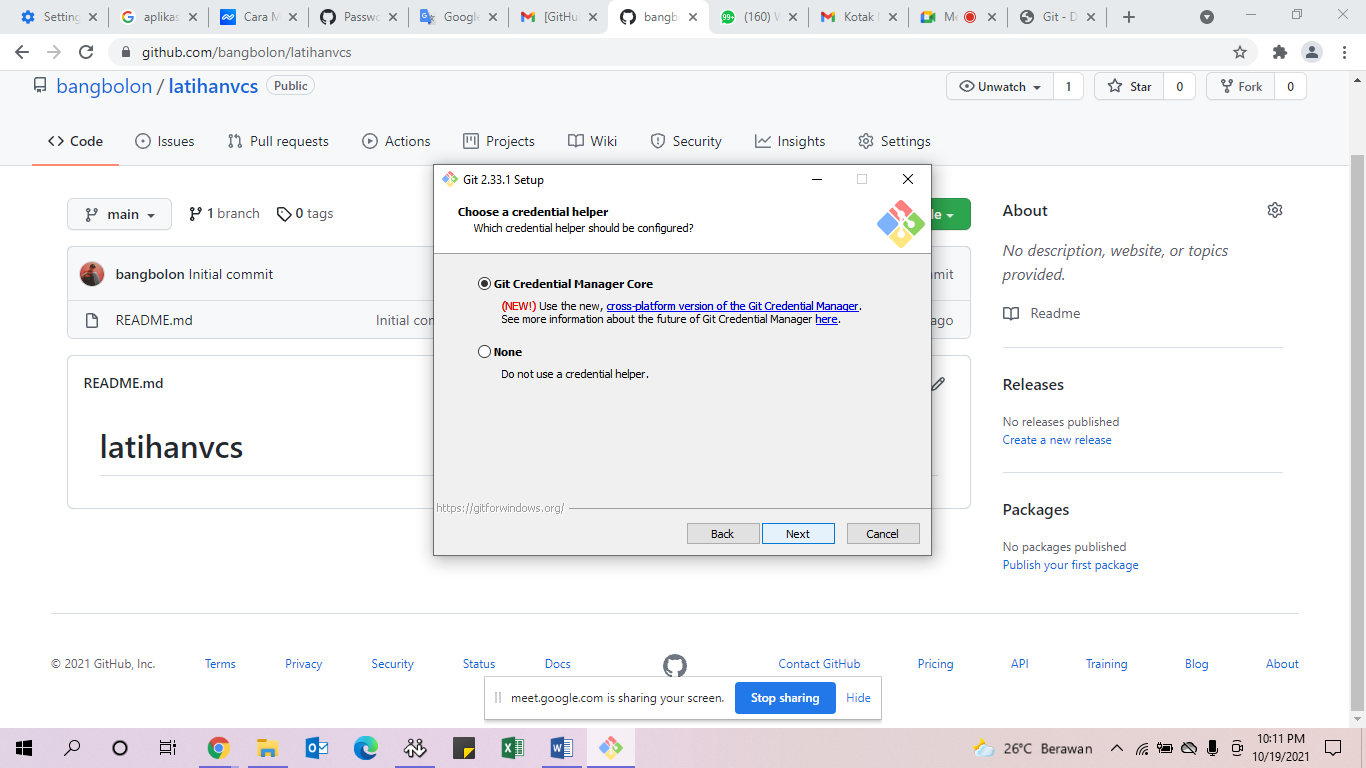 Setting
aplikas
Cara M
Passwo
Google
[GitHub
bangbo
(160) W
Kotak
M
Git - D
github.com/bangbolon/latihanvcs
bangbolon / latihanvcs Public
Unwatch 1 Star 0 Fork 0
Code Issues Pull requests Actions Projects Wiki Security Insights Settings
main 1 branch 0 tags
bangbolon Initial commit
README.md Initial
ago
README.md
latihanvcs
Git 2.33.1 Setup
Choose a credential helper
Which credential helper should be configured?
Git Credential Manager Core
(NEW!) Use the new, cross-platform version of the Git Credential Manager.
See more information about the future of Git Credential Manager here.
None
Do not use a credential helper.
https://gitforwindows.org/
Back Next Cancel
About
No description, website, or topics
provided.
Readme
Releases
No releases published
Create a new release
Packages
No packages published
Publish your first package
© 2021 GitHub, Inc. Terms Privacy Security Status Docs Contact GitHub Pricing API Training Blog About
meet.google.com is sharing your screen. Stop sharing Hide
26°C Berawan
10:11 PM
10/19/2021